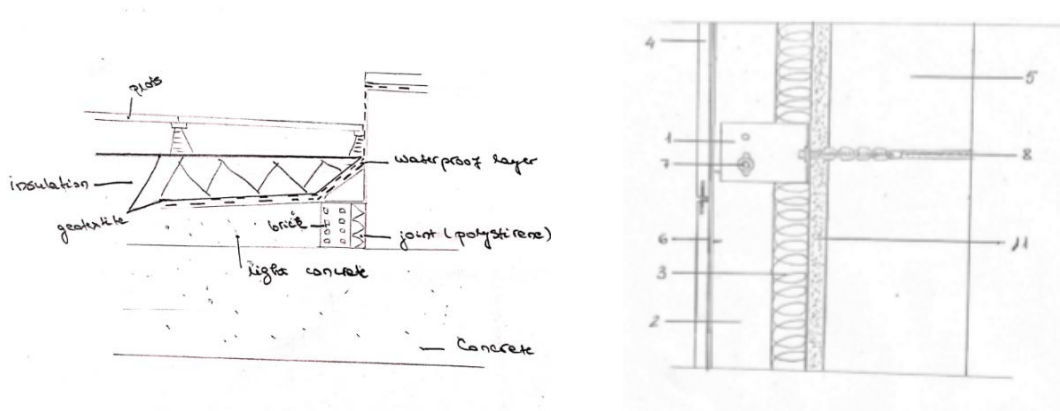 plots
waterproof layer
insulation
geotextile
brick
joint (polystirene)
light concrete
Concrete
4
5
1
7
8
6
11
3
2